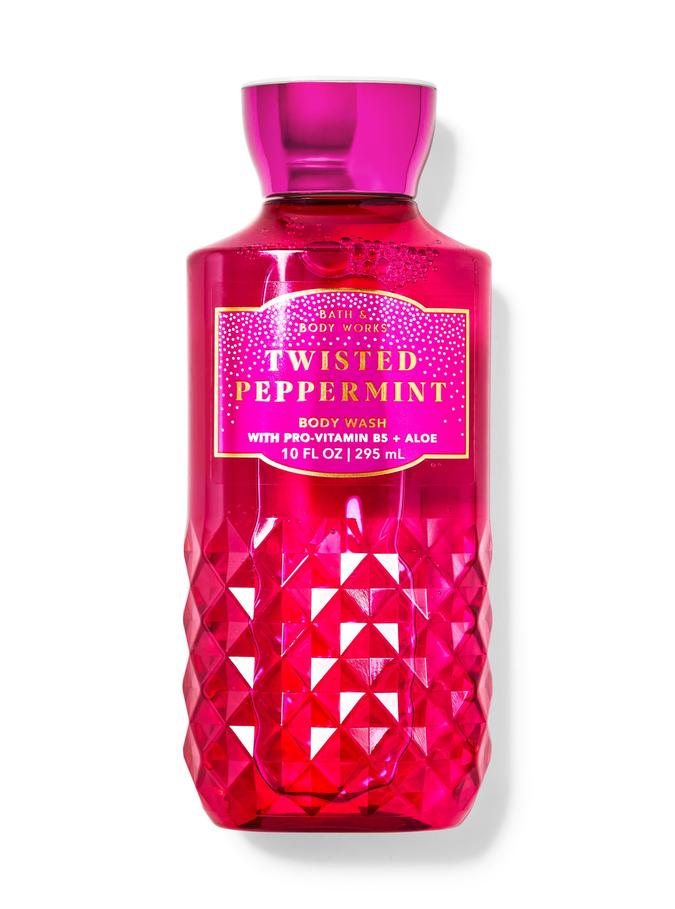 BATH &
BODY WORKS
TWISTED
PEPPERMINT
BODY WASH
WITH PRO-VITAMIN B5 + ALOE
10 FL OZ | 295 mL